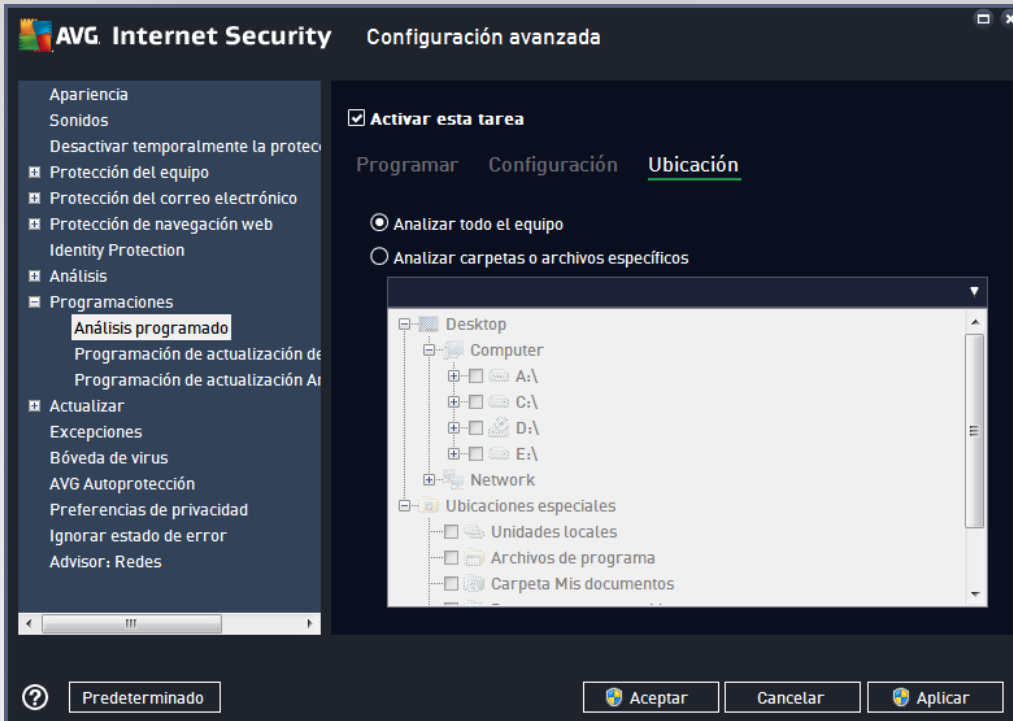 AVG Internet Security Configuración avanzada
Apariencia
Sonidos
Desactivar temporalmente la protec
Protección del equipo
Protección del correo electrónico
Protección de navegación web
Identity Protection
Análisis
Programaciones
Análisis programado
Programación de actualización de
Programación de actualización An
Actualizar
Excepciones
Bóveda de virus
AVG Autoprotección
Preferencias de privacidad
Ignorar estado de error
Advisor: Redes
Activar esta tarea
Programar Configuración Ubicación
Analizar todo el equipo
Analizar carpetas o archivos específicos
Desktop
Computer
A:\
C:\
D:\
E:\
Network
Ubicaciones especiales
Unidades locales
Archivos de programa
Carpeta Mis documentos
Predeterminado Aceptar Cancelar Aplicar